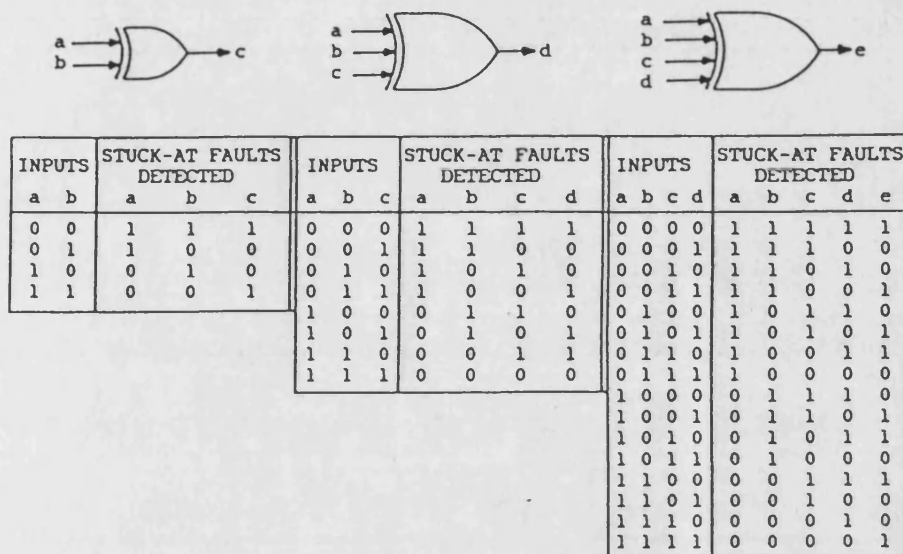 a
b
c
a
b
c
d
a
b
c
d
e
INPUTS STUCK-AT FAULTS DETECTED
a b a b c
0 0 1 1 1
0 1 1 0 0
1 0 0 1 0
1 1 0 0 1
INPUTS STUCK-AT FAULTS DETECTED
a b c a b c d
0 0 0 1 1 1 1
0 0 1 1 1 0 0
0 1 0 1 0 1 0
0 1 1 1 0 0 1
1 0 0 0 1 1 0
1 0 1 0 1 0 1
1 1 0 0 0 1 1
1 1 1 0 0 0 0
INPUTS STUCK-AT FAULTS DETECTED
a b c d a b c d e
0 0 0 0 1 1 1 1 1
0 0 0 1 1 1 1 0 0
0 0 1 0 1 1 0 1 0
0 0 1 1 1 1 0 0 1
0 1 0 0 1 0 1 1 0
0 1 0 1 1 0 1 0 1
0 1 1 0 1 0 0 1 1
0 1 1 1 1 0 0 0 0
1 0 0 0 0 1 1 1 0
1 0 0 1 0 1 1 0 1
1 0 1 0 0 1 0 1 1
1 0 1 1 0 1 0 0 0
1 1 0 0 0 0 1 1 1
1 1 0 1 0 0 1 0 0
1 1 1 0 0 0 0 1 0
1 1 1 1 0 0 0 0 1